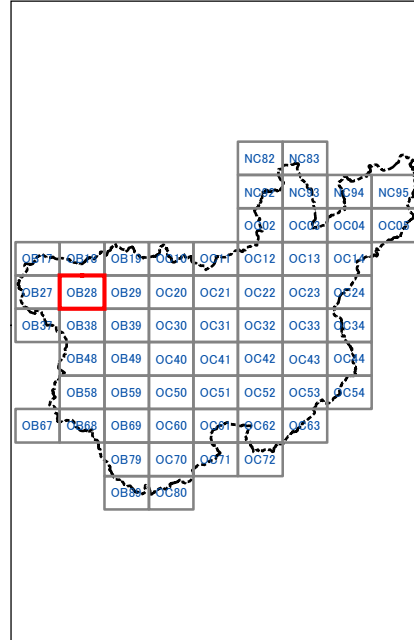 NC82 NC83
NC92 NC93 NC94 NC95
OC02 OC03 OC04 OC05
OB17 OB18 OB19 OC10 OC11 OC12 OC13 OC14
OB27 OB28 OB29 OC20 OC21 OC22 OC23 OC24
OB37 OB38 OB39 OC30 OC31 OC32 OC33 OC34
OB48 OB49 OC40 OC41 OC42 OC43 OC44
OB58 OB59 OC50 OC51 OC52 OC53 OC54
OB67 OB68 OB69 OC60 OC61 OC62 OC63
OB79 OC70 OC71 OC72
OB89 OC80